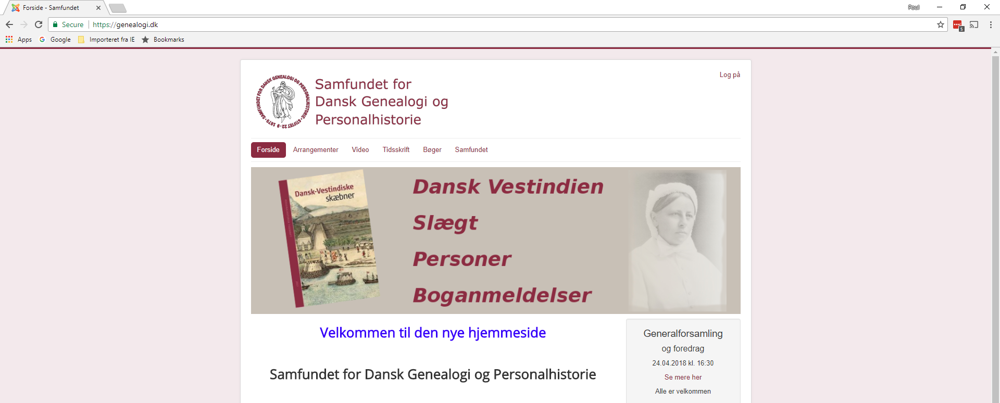 Forside - Samfundet
Poul
Secure
https://genealogi.dk
5
Apps
Google
Importeret fra IE
Bookmarks
Log på
SAMFUNDET FOR DANSK GENEALOGI OG PERSONALHISTORIE · STIFTET 22 · 9 1879 ·
Samfundet for
Dansk Genealogi og
Personalhistorie
Forside
Arrangementer
Video
Tidsskrift
Bøger
Samfundet
Dansk-Vestindiske
skæbner
Dansk Vestindien
Slægt
Personer
Boganmeldelser
Velkommen til den nye hjemmeside
Samfundet for Dansk Genealogi og Personalhistorie
Generalforsamling
og foredrag
24.04.2018 kl. 16:30
Se mere her
Alle er velkommen